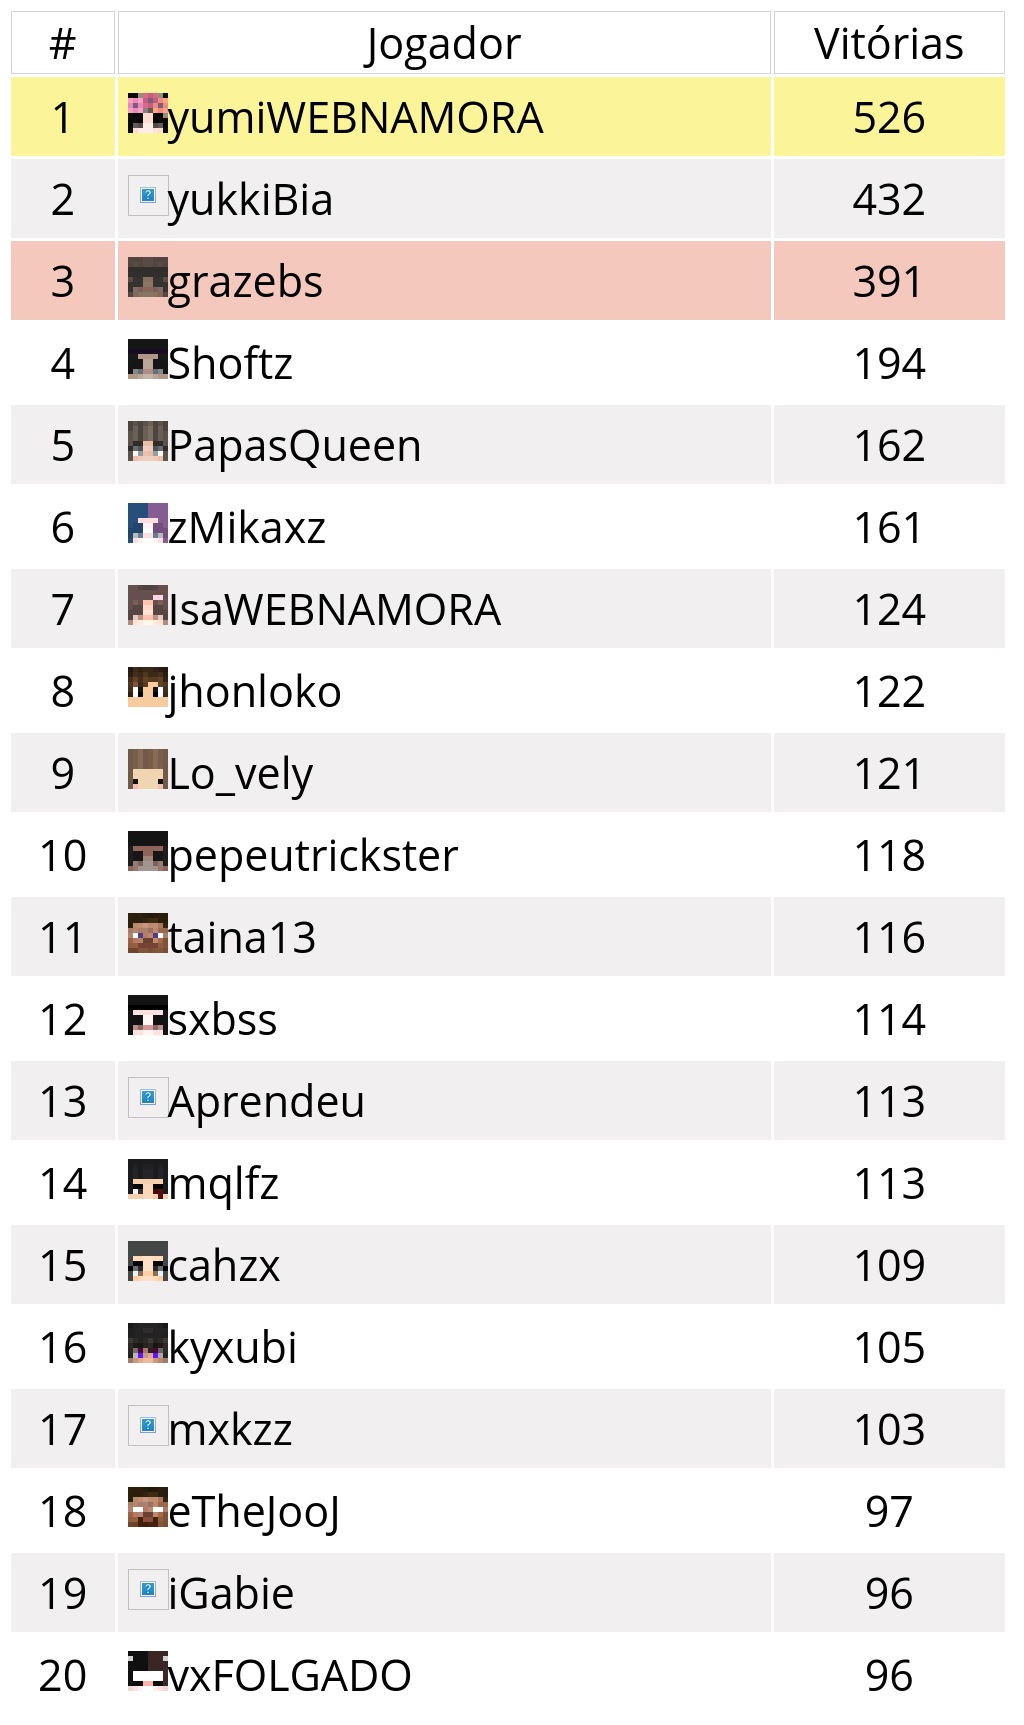 # Jogador Vitórias
1 yumiWEBNAMORA 526
2 yukkiBia 432
3 grazebs 391
4 Shoftz 194
5 PapasQueen 162
6 zMikaxz 161
7 IsaWEBNAMORA 124
8 jhonloko 122
9 Lo_vely 121
10 pepeutrickster 118
11 taina13 116
12 sxbss 114
13 Aprendeu 113
14 mqlfz 113
15 cahzx 109
16 kyxubi 105
17 mxkzz 103
18 eTheJooJ 97
19 iGabie 96
20 vxFOLGADO 96